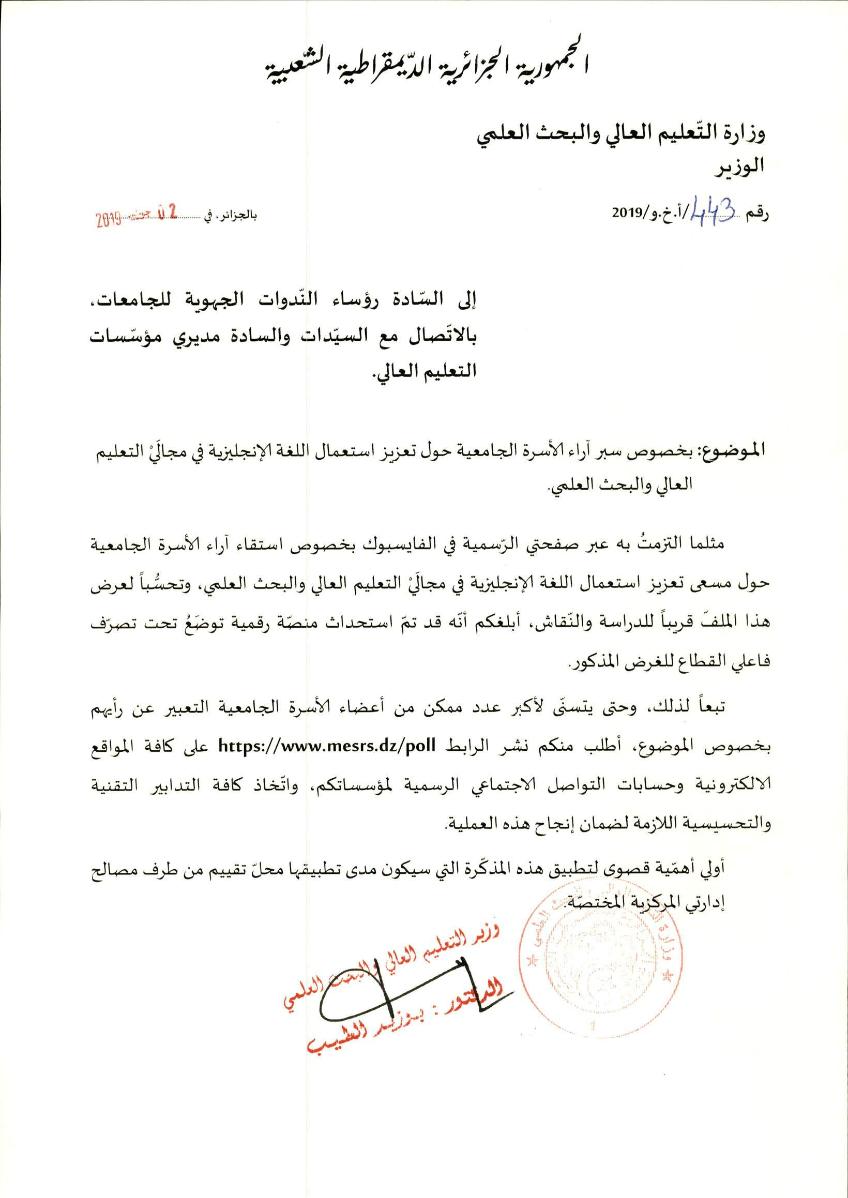 الجمهورية الجزائرية الدّيمقراطية الشّعبية
وزارة التّعليم العالي والبحث العلمي
الوزير
رقم 443/أ.خ.و/2019
بالجزائر. في 02 2019
إلى السّادة رؤساء النّدوات الجهوية للجامعات،
بالاتّصال مع السيّدات والسادة مديري مؤسّسات
التعليم العالي.
الموضوع: بخصوص سبر آراء الأسرة الجامعية حول تعزيز استعمال اللغة الإنجليزية في مجاليْ التعليم
العالي والبحث العلمي.
مثلما التزمتُ به عبر صفحتي الرّسمية في الفايسبوك بخصوص استقاء آراء الأسرة الجامعية
حول مسعى تعزيز استعمال اللغة الإنجليزية في مجاليْ التعليم العالي والبحث العلمي، وتحسُّباً لعرض
هذا الملفّ قريباً للدراسة والنّقاش، أبلغكم أنّه قد تمّ استحداث منصّة رقمية توضَعُ تحت تصرّف
فاعلي القطاع للغرض المذكور.
تبعاً لذلك، وحتى يتسنّى لأكبر عدد ممكن من أعضاء الأسرة الجامعية التعبير عن رأيهم
بخصوص الموضوع، أطلب منكم نشر الرابط https://www.mesrs.dz/poll على كافة المواقع
الالكترونية وحسابات التواصل الاجتماعي الرسمية لمؤسساتكم، واتّخاذ كافة التدابير التقنية
والتحسيسية اللازمة لضمان إنجاح هذه العملية.
أولي أهمّية قصوى لتطبيق هذه المذكّرة التي سيكون مدى تطبيقها محلّ تقييم من طرف مصالح
إدارتي المركزية المختصّة.
وزير التعليم العالي والبحث العلمي
الدكتور : بوزيد الطيب